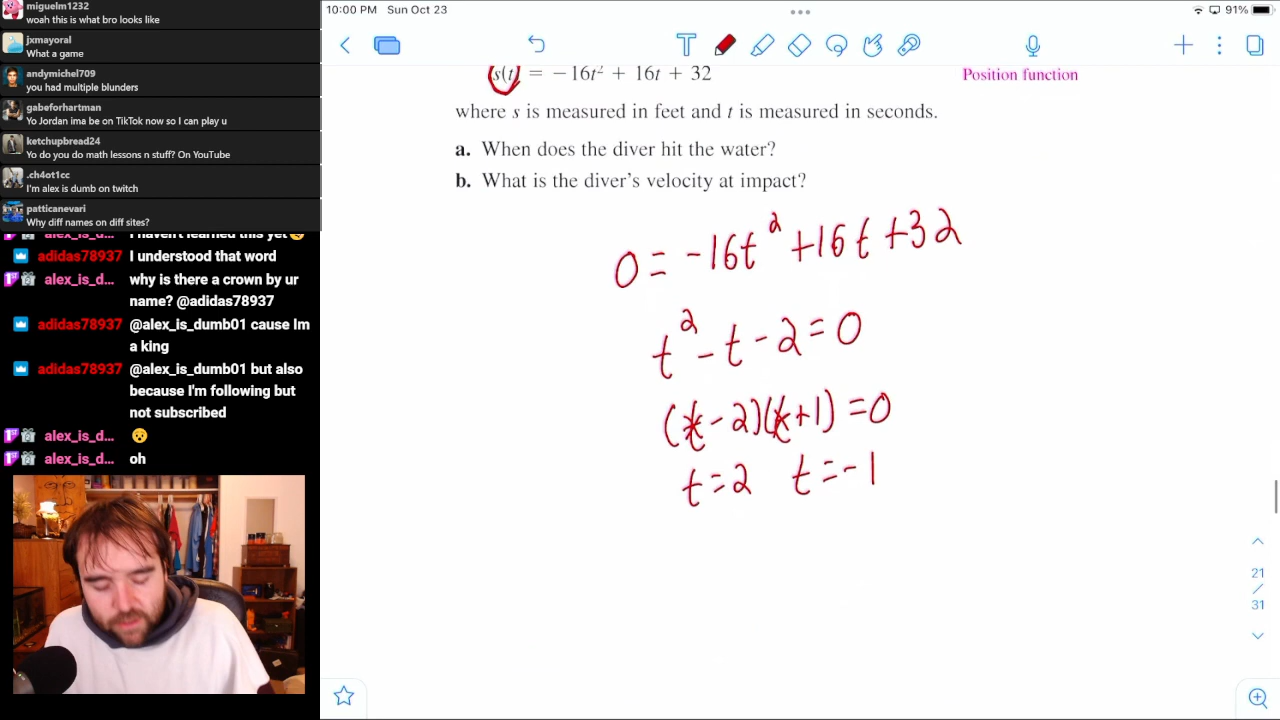 miguelm1232
woah this is what bro looks like
jxmayoral
What a game
andymichel709
you had multiple blunders
gabeforhartman
Yo Jordan ima be on TikTok now so I can play u
ketchupbread24
Yo do you do math lessons n stuff? On YouTube
.ch4ot1cc
I'm alex is dumb on twitch
patticanevari
Why diff names on diff sites?
alex_is_d... I haven't learned this yet
adidas78937 I understood that word
alex_is_d... why is there a crown by ur
name? @adidas78937
adidas78937 @alex_is_dumb01 cause Im
a king
adidas78937 @alex_is_dumb01 but also
because I'm following but
not subscribed
alex_is_d... 😮
alex_is_d... oh
10:00 PM Sun Oct 23
91%
T
s(t) = −16t² + 16t + 32 Position function
where s is measured in feet and t is measured in seconds.
a. When does the diver hit the water?
b. What is the diver's velocity at impact?
0 = -16t² +16t +32
t² - t - 2 = 0
(t - 2)(t + 1) = 0
t = 2 t = -1
21
/
31